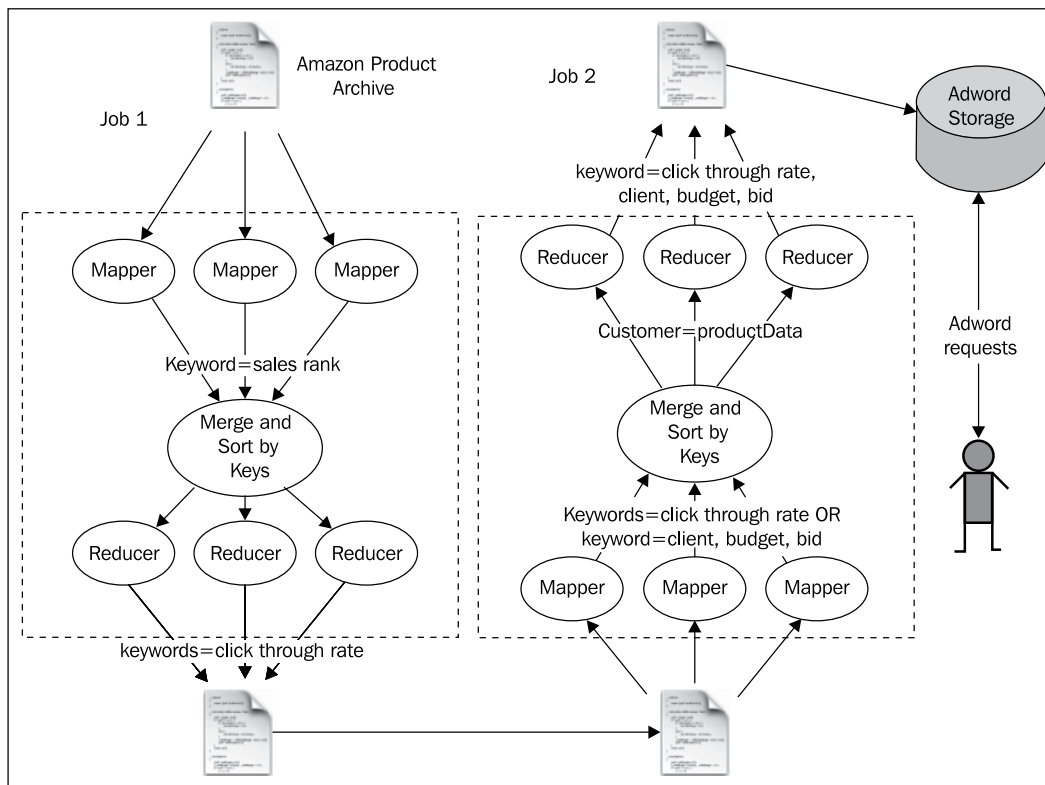 Amazon Product
Archive
Job 1
Mapper
Mapper
Mapper
Keyword=sales rank
Merge and
Sort by
Keys
Reducer
Reducer
Reducer
keywords=click through rate
Job 2
keyword=click through rate,
client, budget, bid
Reducer
Reducer
Reducer
Customer=productData
Merge and
Sort by
Keys
Keywords=click through rate OR
keyword=client, budget, bid
Mapper
Mapper
Mapper
Adword
Storage
Adword
requests